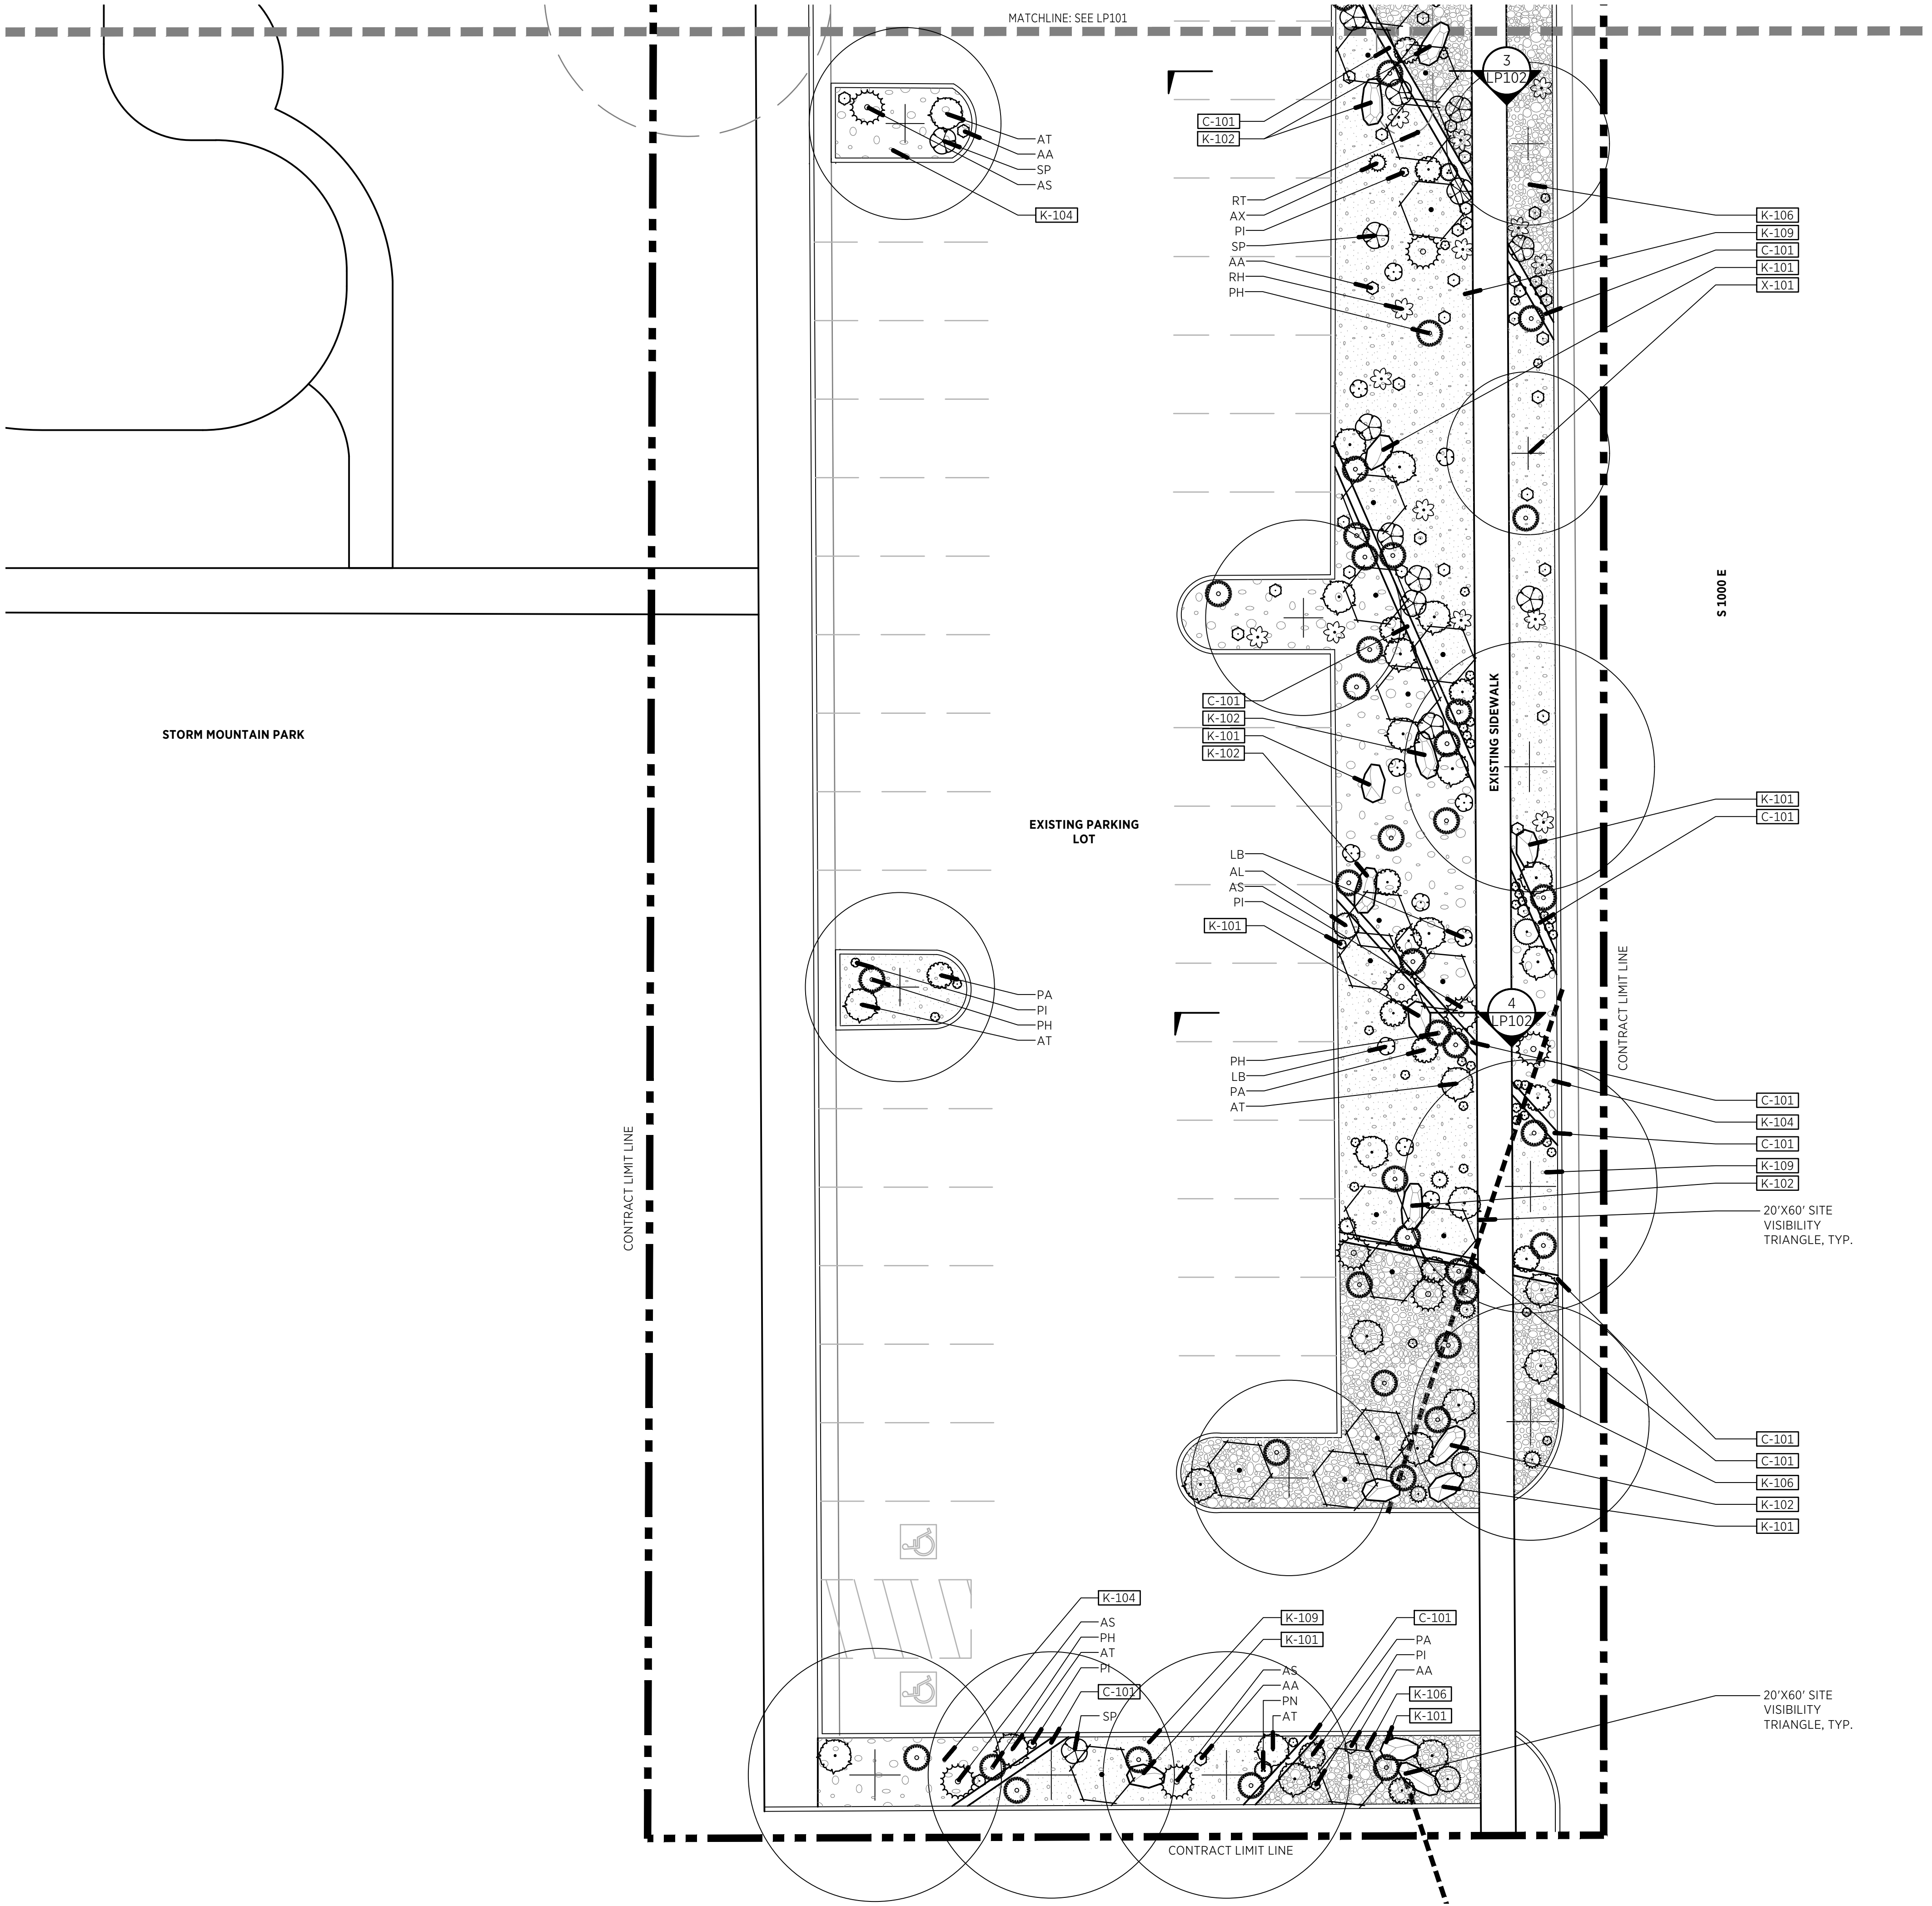 MATCHLINE: SEE LP101
3
LP102
AT
AA
SP
AS
K-104
C-101
K-102
RT
AX
PI
SP
AA
RH
PH
K-106
K-109
C-101
K-101
X-101
S 1000 E
STORM MOUNTAIN PARK
C-101
K-102
K-101
K-102
EXISTING SIDEWALK
EXISTING PARKING
LOT
K-101
C-101
LB
AL
AS
PI
K-101
CONTRACT LIMIT LINE
PA
PI
PH
AT
4
LP102
PH
LB
PA
AT
C-101
K-104
C-101
K-109
K-102
20'X60' SITE
VISIBILITY
TRIANGLE, TYP.
CONTRACT LIMIT LINE
C-101
C-101
K-106
K-102
K-101
K-104
AS
PH
AT
PI
C-101
SP
K-109
K-101
AS
AA
PN
AT
C-101
PA
PI
AA
K-106
K-101
20'X60' SITE
VISIBILITY
TRIANGLE, TYP.
CONTRACT LIMIT LINE